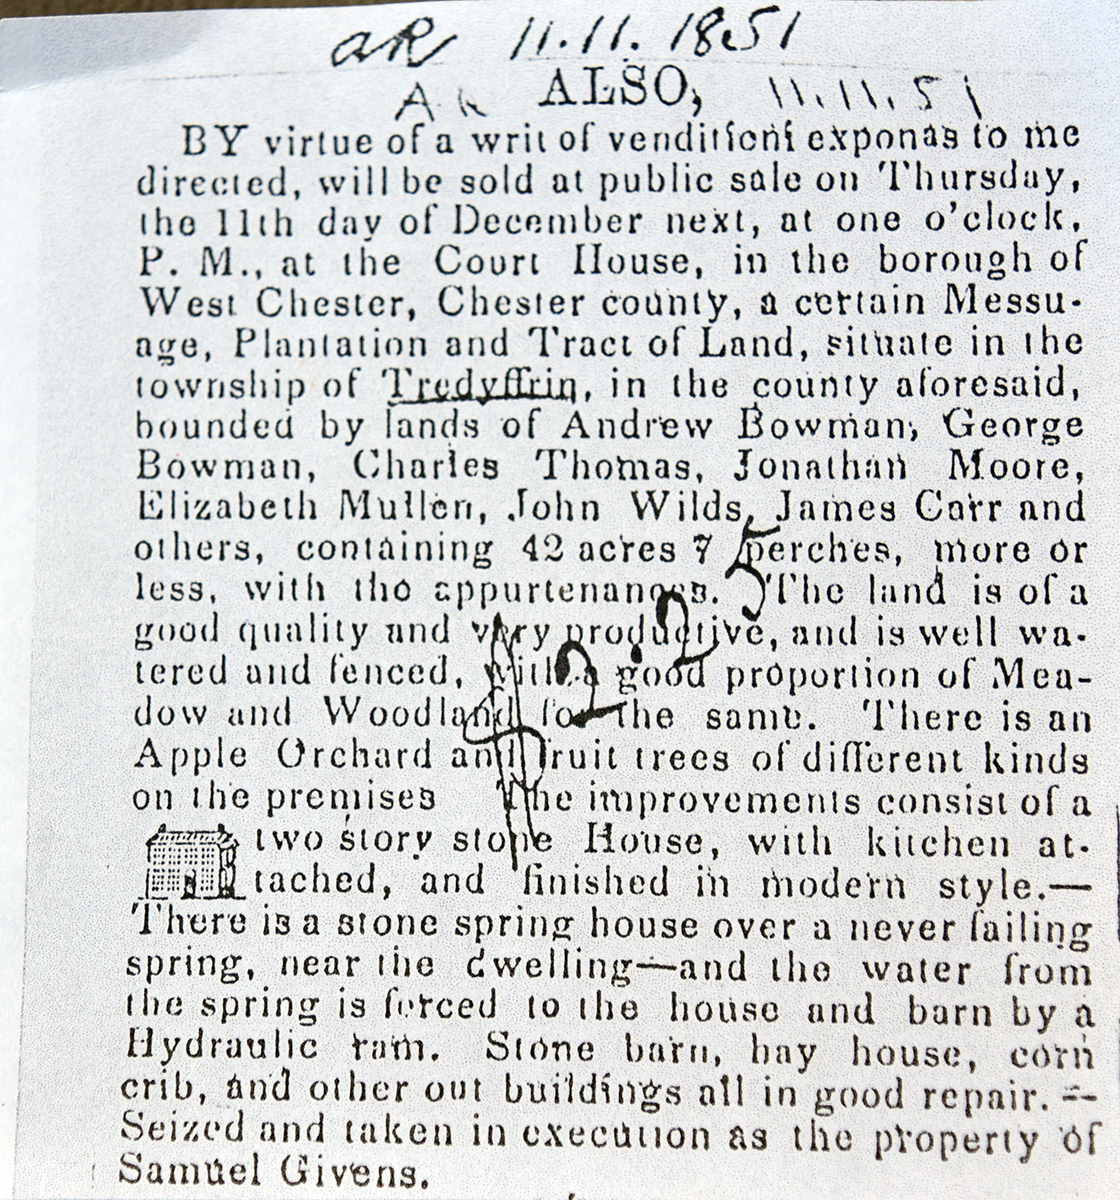 aR 11.11.1851
AR ALSO, 11.11.51
BY virtue of a writ of venditioni exponas to me
directed, will be sold at public sale on Thursday,
the 11th day of December next, at one o'clock,
P. M., at the Court House, in the borough of
West Chester, Chester county, a certain Messu-
age, Plantation and Tract of Land, situate in the
township of Tredyffrin, in the county aforesaid,
bounded by lands of Andrew Bowman, George
Bowman, Charles Thomas, Jonathan Moore,
Elizabeth Mullen, John Wilds, James Carr and
others, containing 42 acres 7 perches, more or
less, with the appurtenances. The land is of a
good quality and very productive, and is well wa-
tered and fenced, with a good proportion of Mea-
dow and Woodland for the same. There is an
Apple Orchard and fruit trees of different kinds
on the premises The improvements consist of a
two story stone House, with kitchen at-
tached, and finished in modern style.—
There is a stone spring house over a never failing
spring, near the dwelling—and the water from
the spring is forced to the house and barn by a
Hydraulic ram. Stone barn, hay house, corn
crib, and other out buildings all in good repair.—
Seized and taken in execution as the property of
Samuel Givens.